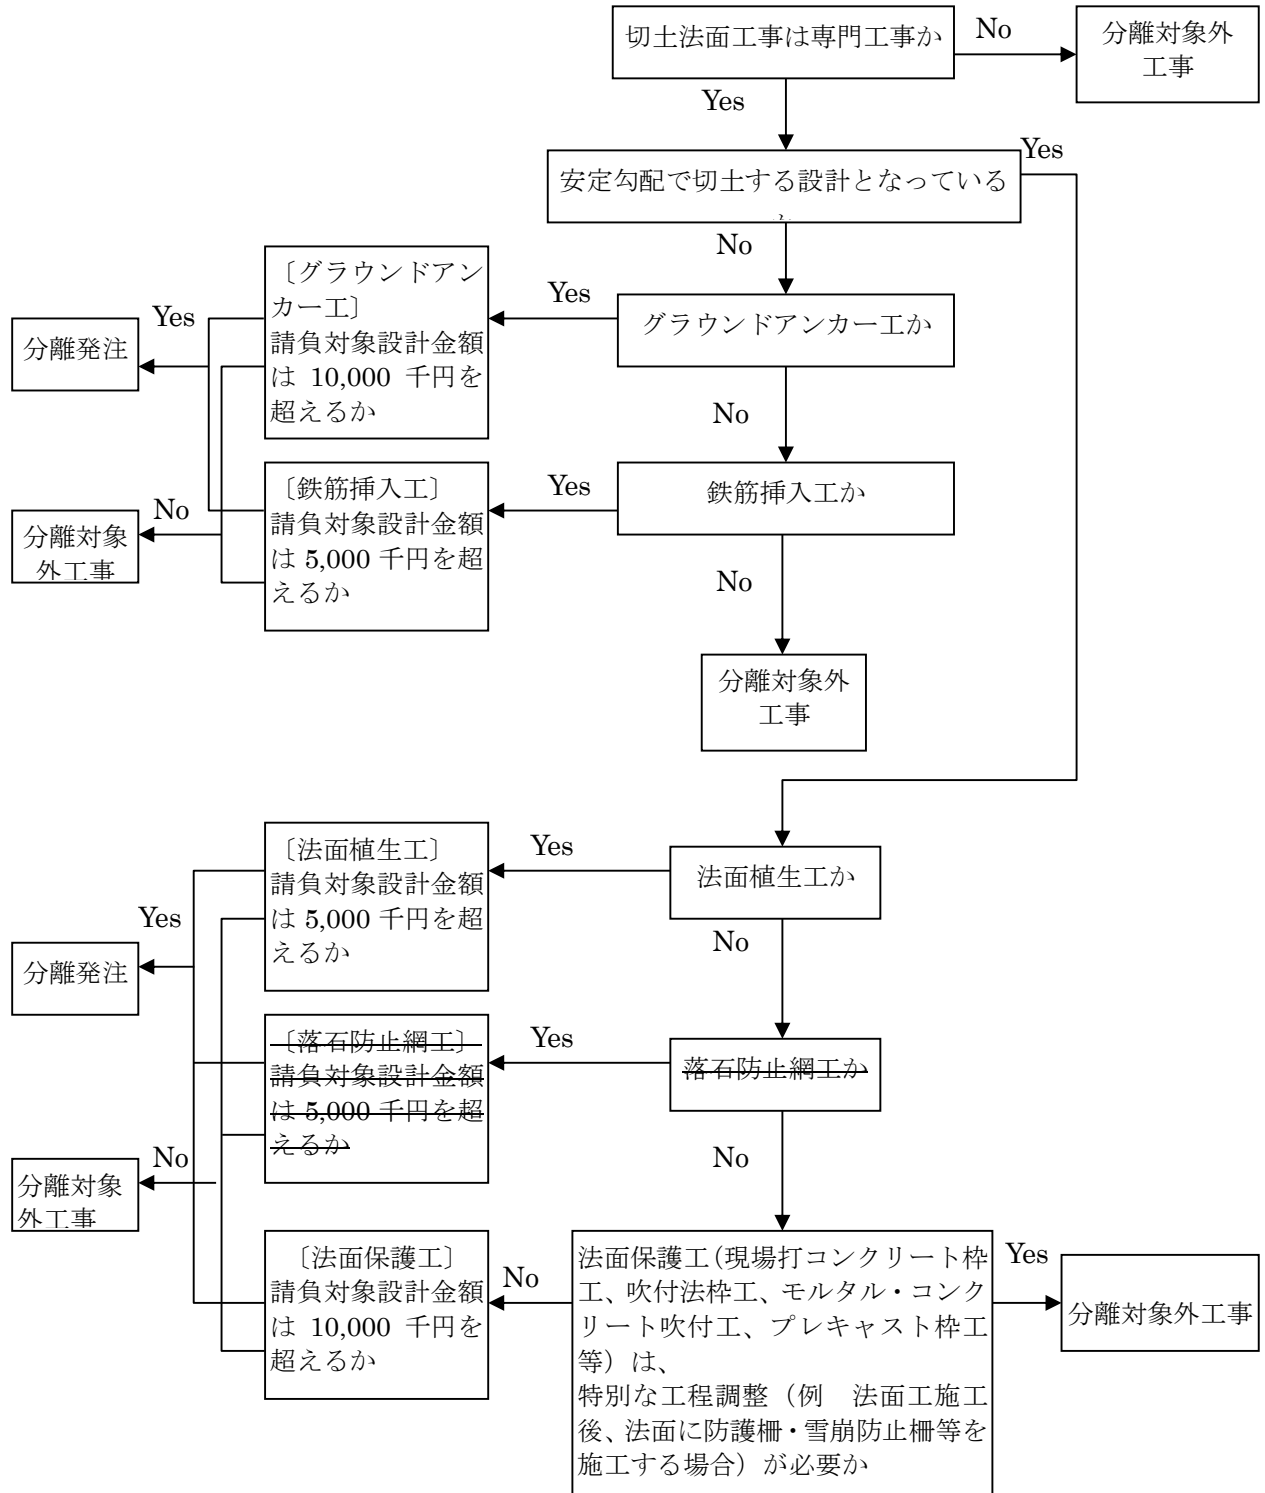 切土法面工事は専門工事か
No
分離対象外
工事
Yes
安定勾配で切土する設計となっている
Yes
No
〔グラウンドアン
カー工〕
請負対象設計金額
は 10,000 千円を
超えるか
Yes
グラウンドアンカー工か
Yes
分離発注
No
〔鉄筋挿入工〕
請負対象設計金額
は 5,000 千円を超
えるか
Yes
鉄筋挿入工か
No
分離対象
外工事
No
分離対象外
工事
〔法面植生工〕
請負対象設計金額
は 5,000 千円を超
えるか
Yes
法面植生工か
Yes
分離発注
No
〔落石防止網工〕
請負対象設計金額
は 5,000 千円を超
えるか
Yes
落石防止網工か
No
分離対象
外工事
No
〔法面保護工〕
請負対象設計金額
は 10,000 千円を
超えるか
No
法面保護工(現場打コンクリート枠
工、吹付法枠工、モルタル・コンク
リート吹付工、プレキャスト枠工
等)は、
特別な工程調整(例 法面工施工
後、法面に防護柵・雪崩防止柵等を
施工する場合)が必要か
Yes
分離対象外工事